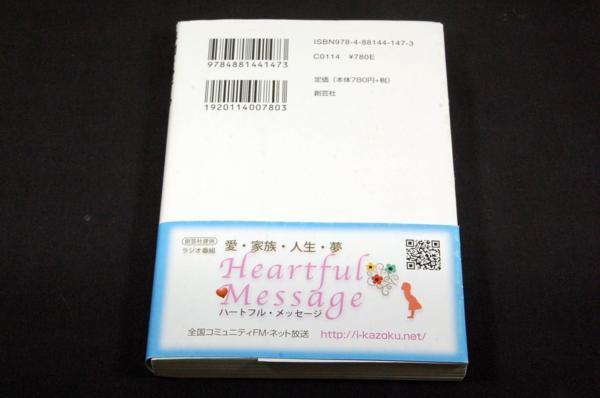 9784881441473
ISBN978-4-88144-147-3
C0114 ¥780E
1920114007803
定価（本体780円+税）
創芸社
創芸社提供
ラジオ番組
愛・家族・人生・夢
Heartful
Message
ハートフル・メッセージ
全国コミュニティFM・ネット放送 http://i-kazoku.net/